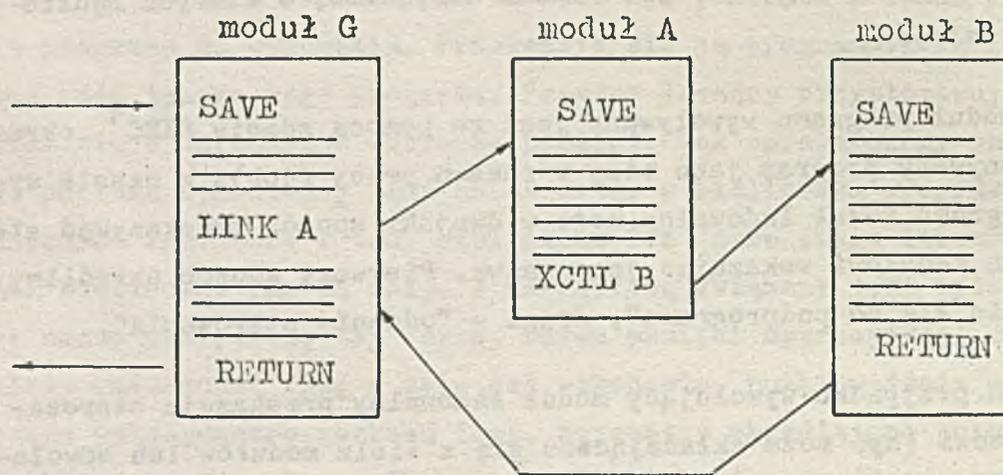 moduł G
SAVE
LINK A
RETURN
moduł A
SAVE
XCTL B
moduł B
SAVE
RETURN